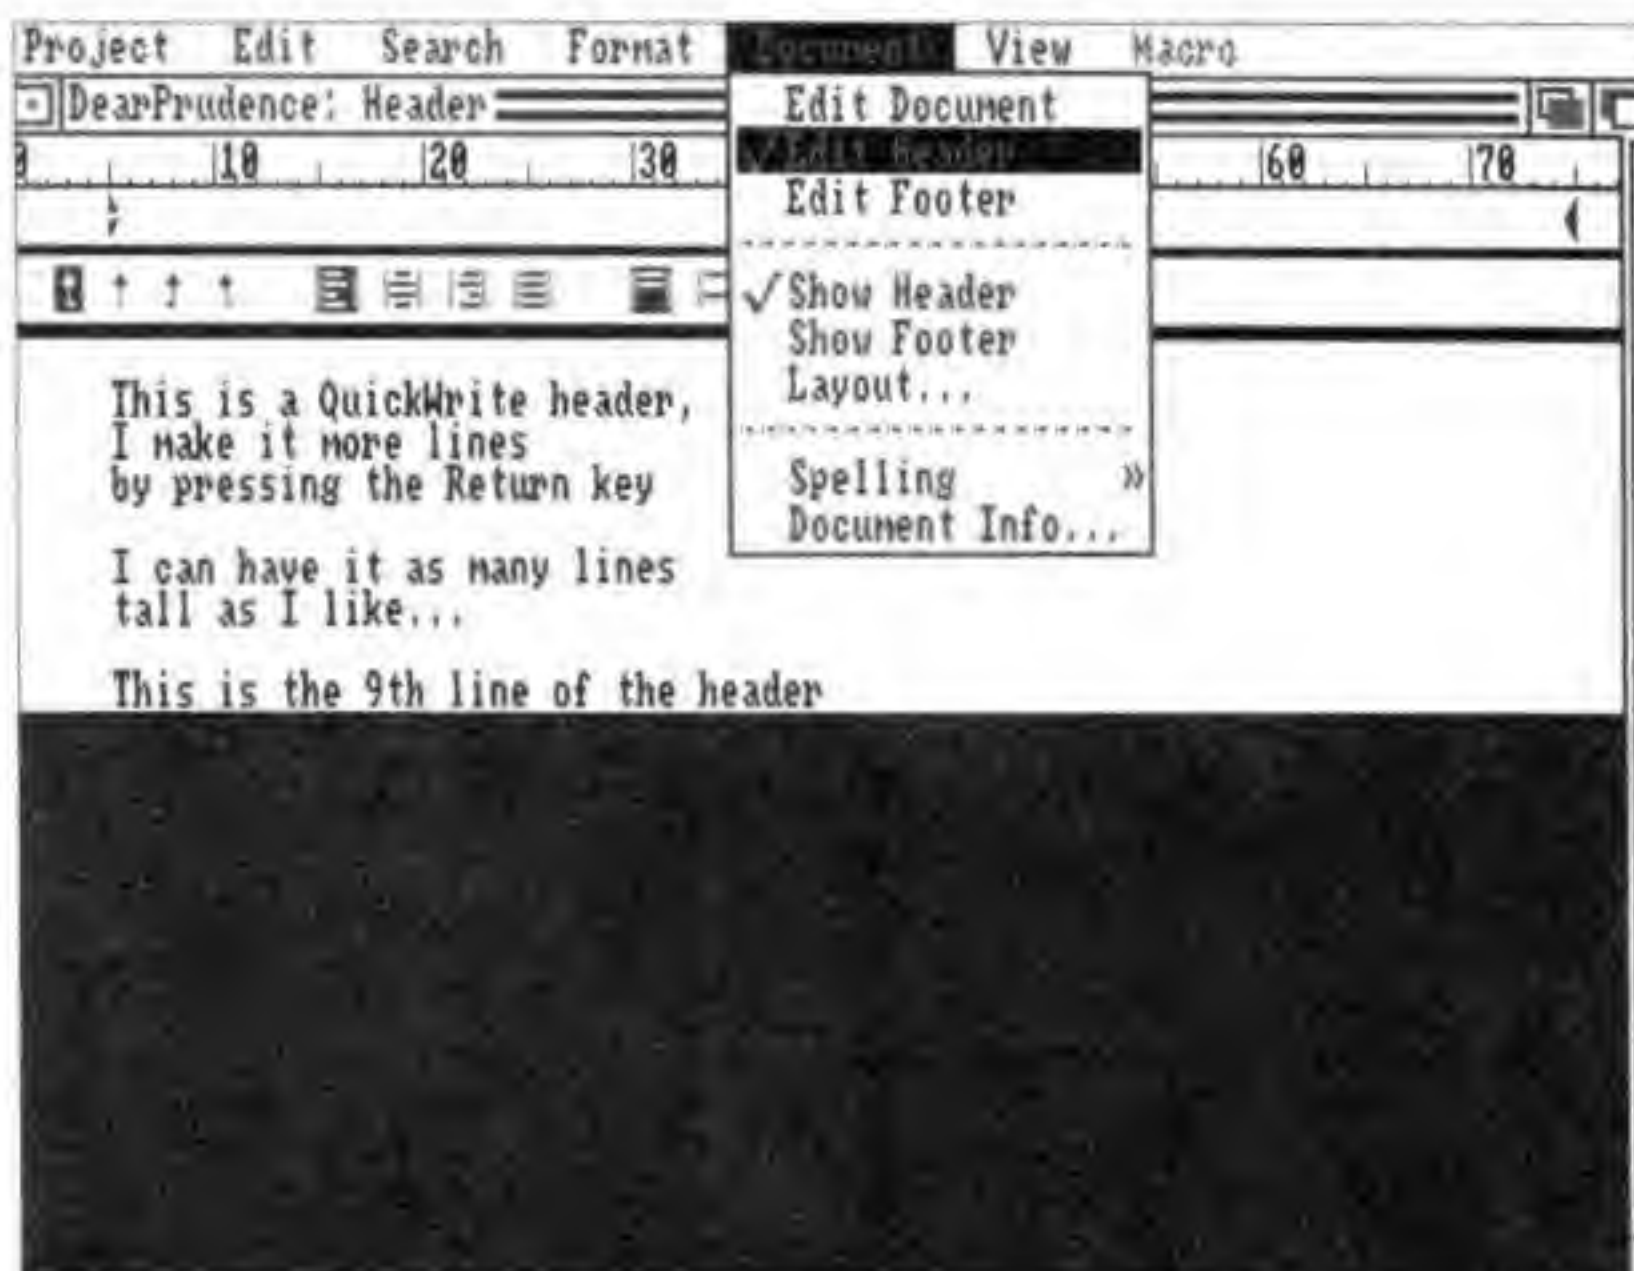 Project Edit Search Format Document View Macro
DearPrudence: Header
0 10 20 30 60 70
Edit Document
✓Edit Header
Edit Footer
✓Show Header
Show Footer
Layout...
Spelling »
Document Info...
This is a QuickWrite header,
I make it more lines
by pressing the Return key
I can have it as many lines
tall as I like...
This is the 9th line of the header